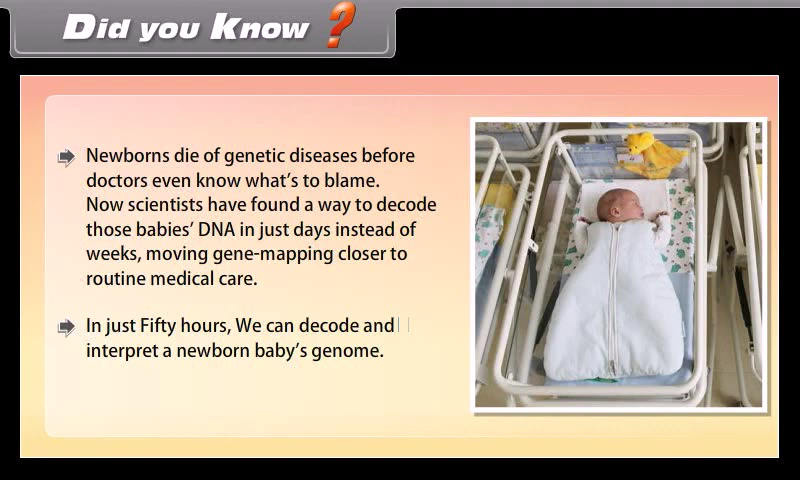 Did you Know ?
Newborns die of genetic diseases before
doctors even know what's to blame.
Now scientists have found a way to decode
those babies' DNA in just days instead of
weeks, moving gene-mapping closer to
routine medical care.
In just Fifty hours, We can decode and
interpret a newborn baby's genome.